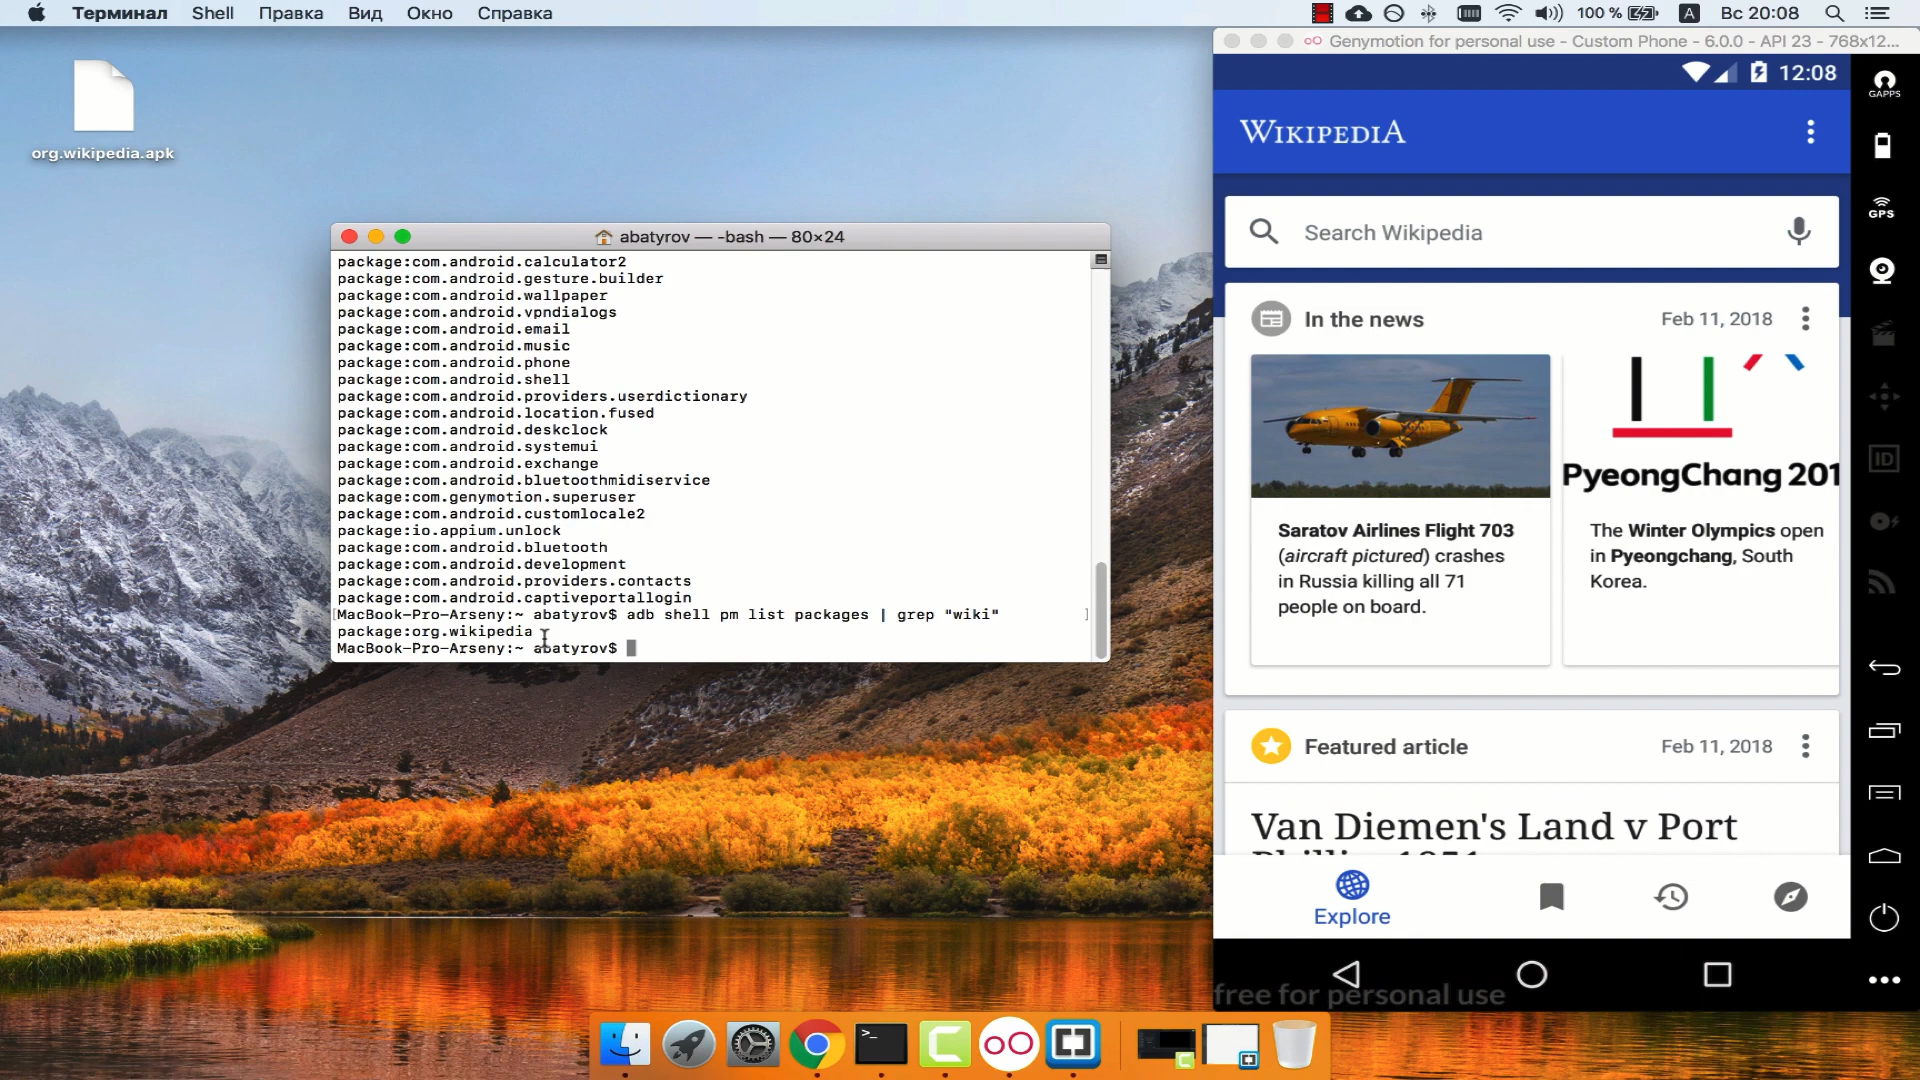 Терминал Shell Правка Вид Окно Справка
100 % A Вс 20:08
org.wikipedia.apk
abatyrov — -bash — 80×24
package:com.android.calculator2
package:com.android.gesture.builder
package:com.android.wallpaper
package:com.android.vpndialogs
package:com.android.email
package:com.android.music
package:com.android.phone
package:com.android.shell
package:com.android.providers.userdictionary
package:com.android.location.fused
package:com.android.deskclock
package:com.android.systemui
package:com.android.exchange
package:com.android.bluetoothmidiservice
package:com.genymotion.superuser
package:com.android.customlocale2
package:io.appium.unlock
package:com.android.bluetooth
package:com.android.development
package:com.android.providers.contacts
package:com.android.captiveportallogin
[MacBook-Pro-Arseny:~ abatyrov$ adb shell pm list packages | grep "wiki" ]
package:org.wikipedia
MacBook-Pro-Arseny:~ abatyrov$
Genymotion for personal use - Custom Phone - 6.0.0 - API 23 - 768x12...
12:08
WIKIPEDIA
Search Wikipedia
In the news Feb 11, 2018
Saratov Airlines Flight 703
(aircraft pictured) crashes
in Russia killing all 71
people on board.
PyeongChang 201
The Winter Olympics open
in Pyeongchang, South
Korea.
Featured article Feb 11, 2018
Van Diemen's Land v Port
Explore
free for personal use
GAPPS
GPS
ID